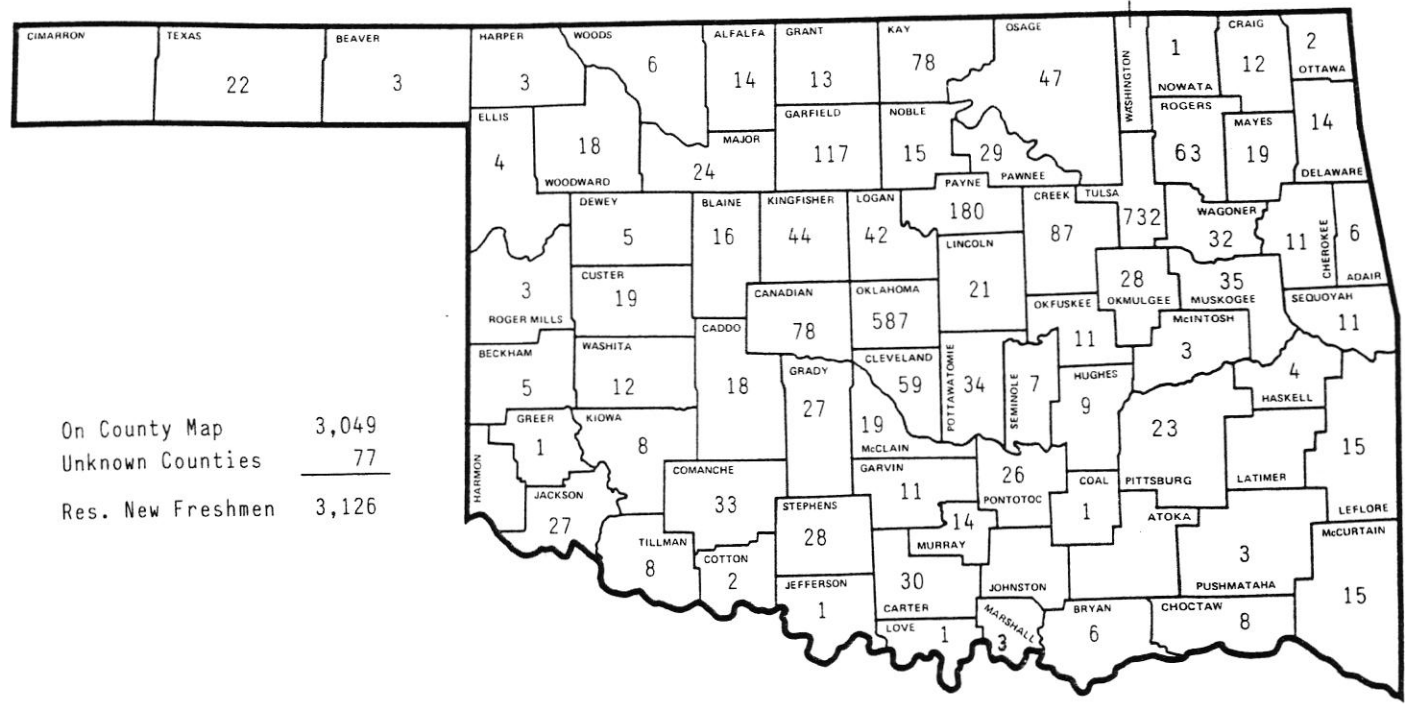 CIMARRON
TEXAS
22
BEAVER
3
HARPER
3
WOODS
6
ALFALFA
14
GRANT
13
KAY
78
OSAGE
47
WASHINGTON
1
NOWATA
CRAIG
12
2
OTTAWA
ELLIS
4
18
WOODWARD
MAJOR
24
GARFIELD
117
NOBLE
15
29
PAWNEE
ROGERS
63
MAYES
19
14
DELAWARE
DEWEY
5
BLAINE
16
KINGFISHER
44
LOGAN
42
PAYNE
180
CREEK
87
TULSA
732
WAGONER
32
11
CHEROKEE
6
ADAIR
3
ROGER MILLS
CUSTER
19
CANADIAN
78
OKLAHOMA
587
LINCOLN
21
OKFUSKEE
11
28
OKMULGEE
35
MUSKOGEE
SEQUOYAH
11
BECKHAM
5
WASHITA
12
CADDO
18
GRADY
27
CLEVELAND
59
POTTAWATOMIE
34
SEMINOLE
7
HUGHES
9
McINTOSH
3
4
HASKELL
On County Map 3,049
Unknown Counties 77
Res. New Freshmen 3,126
HARMON
GREER
1
KIOWA
8
19
McCLAIN
23
PITTSBURG
LATIMER
15
LEFLORE
JACKSON
27
COMANCHE
33
GARVIN
11
26
PONTOTOC
COAL
1
ATOKA
TILLMAN
8
COTTON
2
STEPHENS
28
14
MURRAY
3
PUSHMATAHA
McCURTAIN
15
JEFFERSON
1
30
CARTER
JOHNSTON
LOVE
1
MARSHALL
3
BRYAN
6
CHOCTAW
8